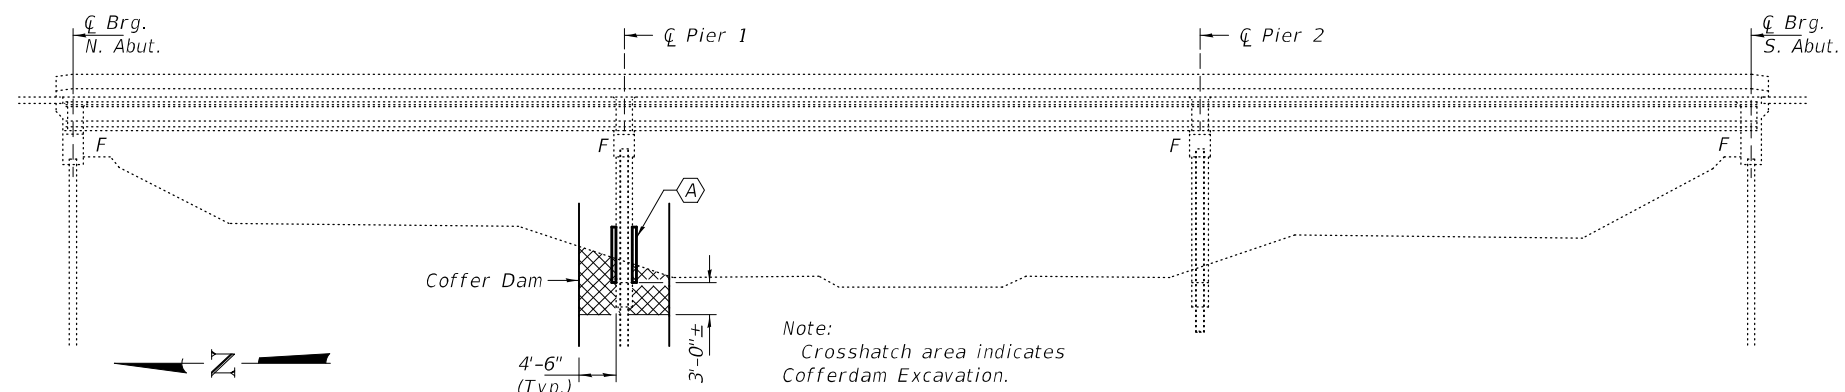 ℄ Brg.
N. Abut.
℄ Pier 1
℄ Pier 2
℄ Brg.
S. Abut.
F
F
F
F
A
Coffer Dam
N
4'-6"
(Typ.)
3'-0"±
Note:
Crosshatch area indicates
Cofferdam Excavation.